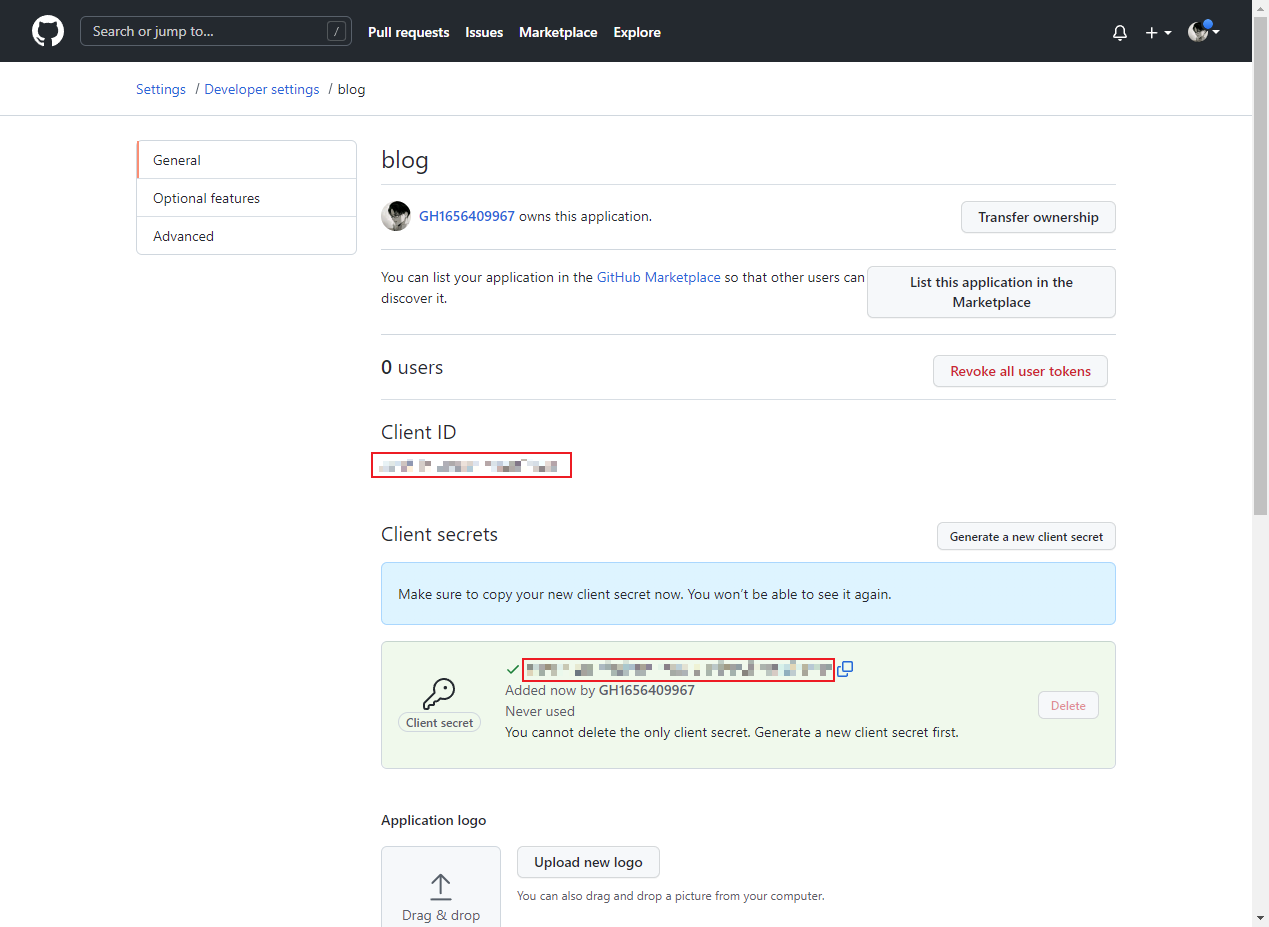 Search or jump to... /
Pull requests Issues Marketplace Explore
Settings / Developer settings / blog
General
Optional features
Advanced
blog
GH1656409967 owns this application.
Transfer ownership
You can list your application in the GitHub Marketplace so that other users can
discover it.
List this application in the
Marketplace
0 users
Revoke all user tokens
Client ID
Client secrets
Generate a new client secret
Make sure to copy your new client secret now. You won’t be able to see it again.
Added now by GH1656409967
Never used
You cannot delete the only client secret. Generate a new client secret first.
Client secret
Delete
Application logo
Upload new logo
You can also drag and drop a picture from your computer.
Drag & drop